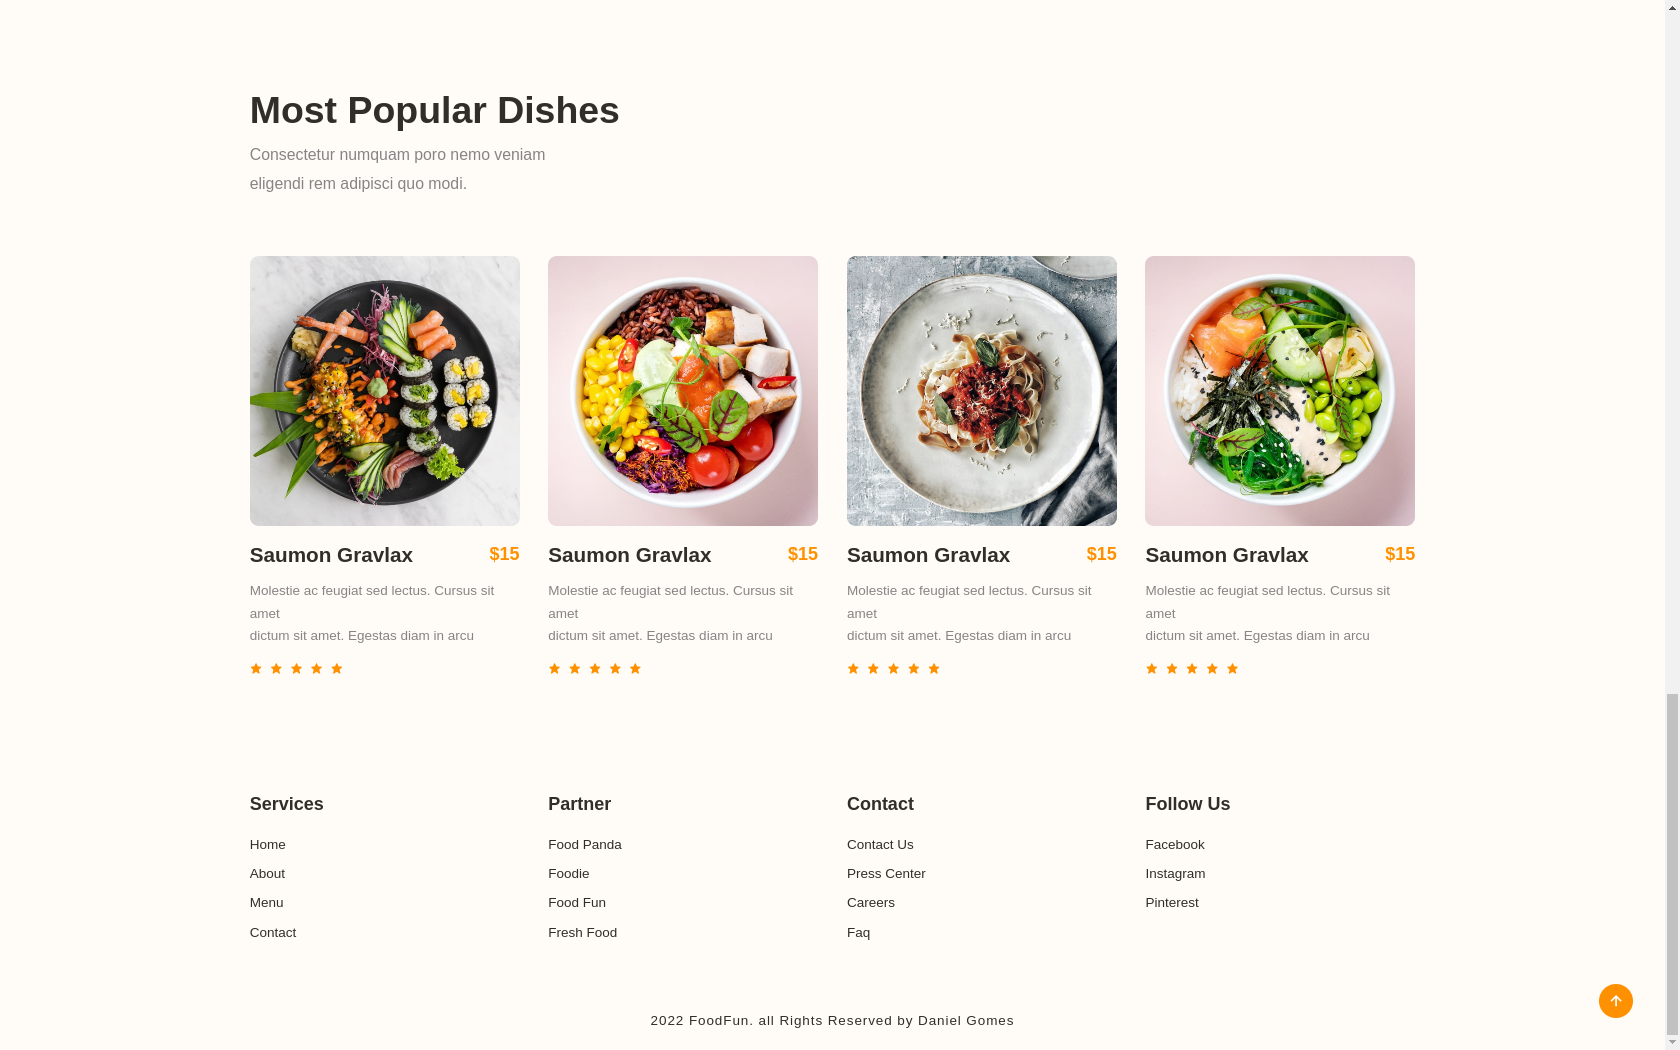 Most Popular Dishes
Consectetur numquam poro nemo veniam
eligendi rem adipisci quo modi.
Saumon Gravlax
$15
Molestie ac feugiat sed lectus. Cursus sit
amet
dictum sit amet. Egestas diam in arcu
Saumon Gravlax
$15
Molestie ac feugiat sed lectus. Cursus sit
amet
dictum sit amet. Egestas diam in arcu
Saumon Gravlax
$15
Molestie ac feugiat sed lectus. Cursus sit
amet
dictum sit amet. Egestas diam in arcu
Saumon Gravlax
$15
Molestie ac feugiat sed lectus. Cursus sit
amet
dictum sit amet. Egestas diam in arcu
Services
Home
About
Menu
Contact
Partner
Food Panda
Foodie
Food Fun
Fresh Food
Contact
Contact Us
Press Center
Careers
Faq
Follow Us
Facebook
Instagram
Pinterest
2022 FoodFun. all Rights Reserved by Daniel Gomes